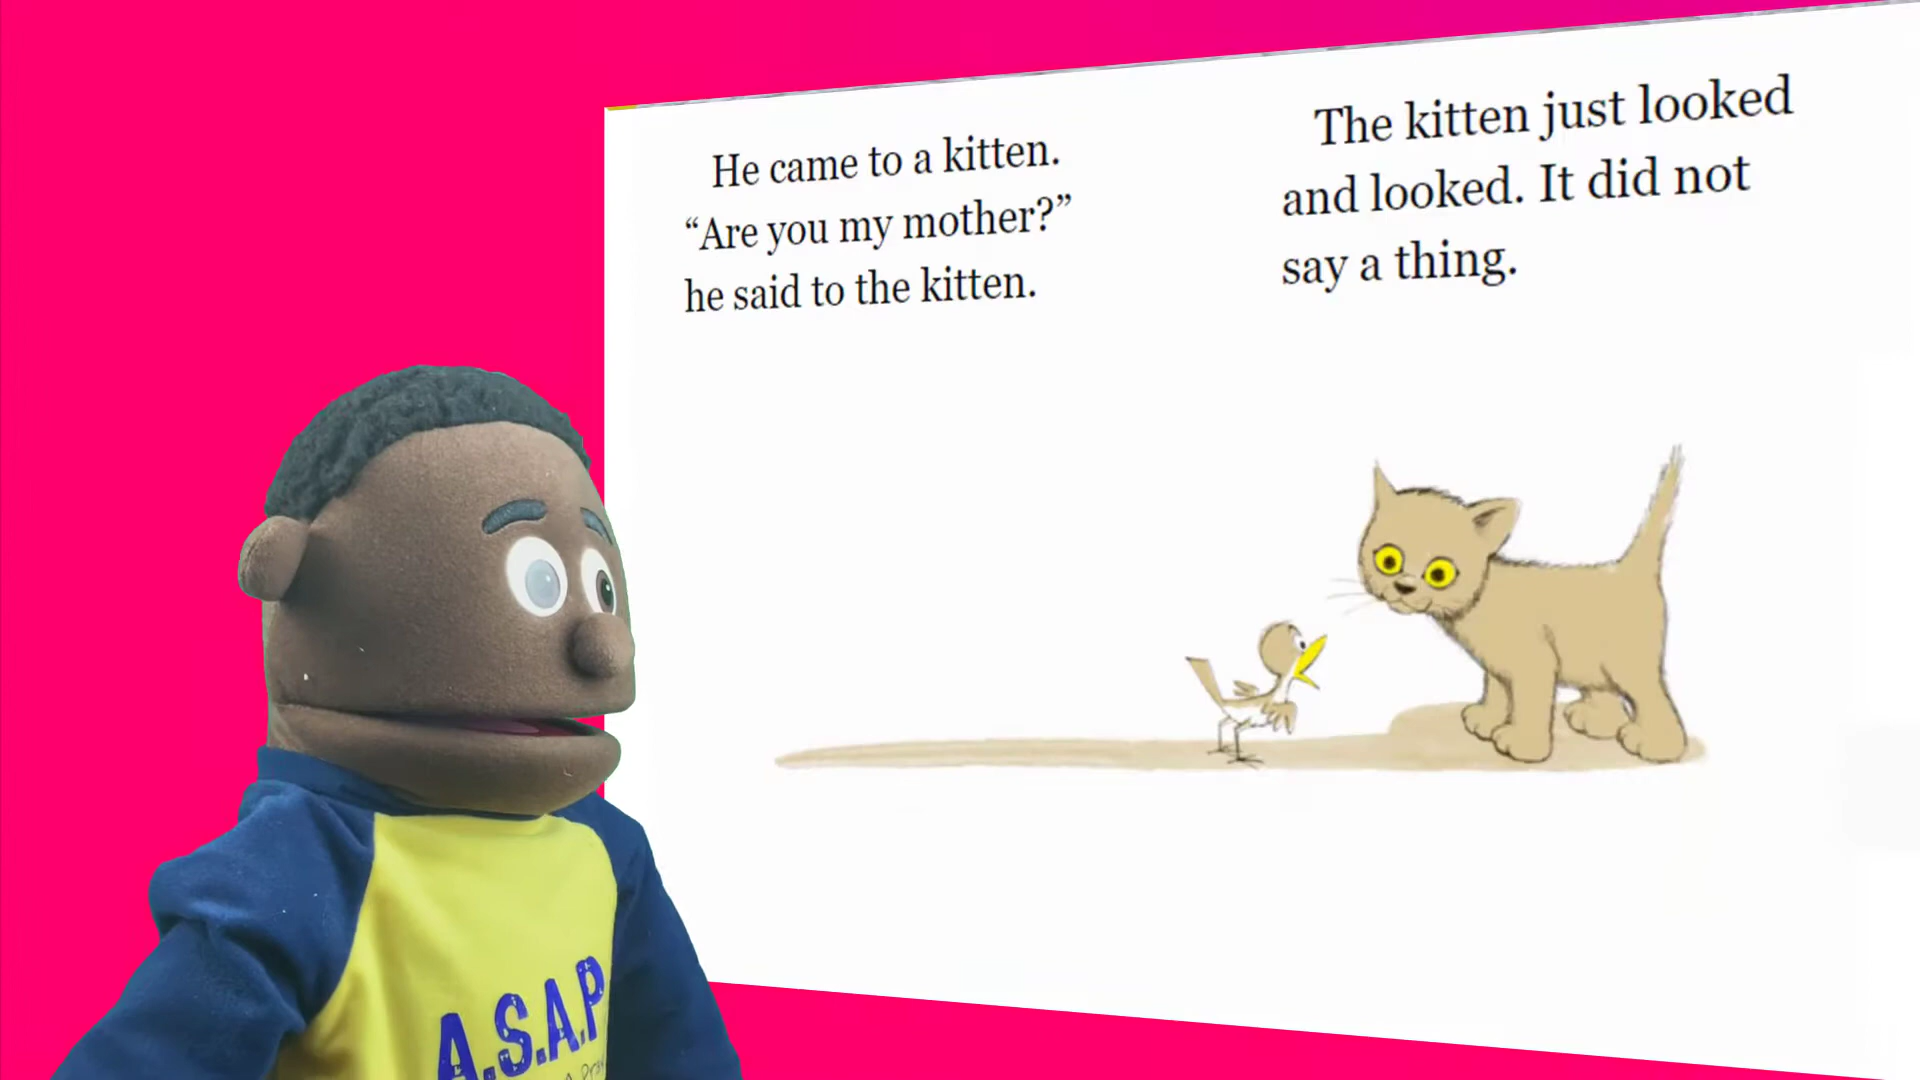 He came to a kitten.
“Are you my mother?”
he said to the kitten.
The kitten just looked
and looked. It did not
say a thing.
A.S.A.P
A